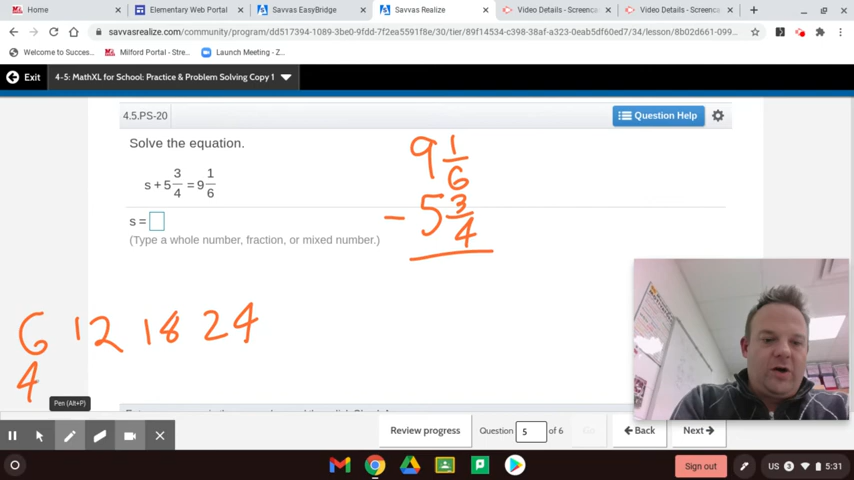 Home
Elementary Web Portal
Savvas EasyBridge
Savvas Realize
Video Details - Screenca
Video Details - Screenca
savvasrealize.com/community/program/dd517394-1089-3be0-9fdd-7f2ea5591f8e/30/tier/89f14534-c398-38af-a323-0eab5df60ed7/34/lesson/8b02d661-099...
Welcome to Succes...
Milford Portal - Stre...
Launch Meeting - Z...
Exit
4-5: MathXL for School: Practice & Problem Solving Copy 1
4.5.PS-20
Question Help
Solve the equation.
s + 5 3/4 = 9 1/6
s =
(Type a whole number, fraction, or mixed number.)
9 1/6
- 5 3/4
6 12 18 24
4
Pen (Alt+P)
Review progress
Question 5 of 6
Go
Back
Next
Sign out
US 3 5:31